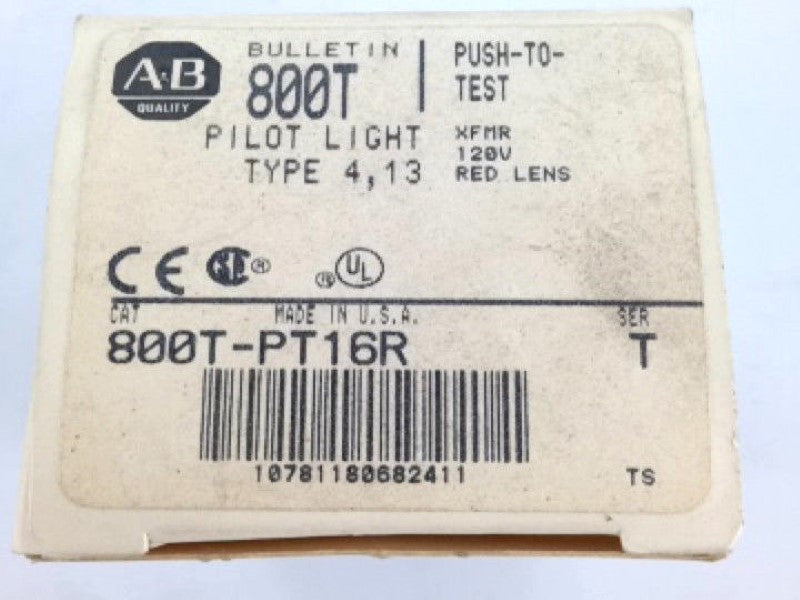 A-B
QUALITY
BULLETIN
800T
PILOT LIGHT
TYPE 4,13
PUSH-TO-
TEST
XFMR
120V
RED LENS
CE
®
®
UL
CAT
MADE IN U.S.A.
SER
800T-PT16R
T
10781180682411
TS